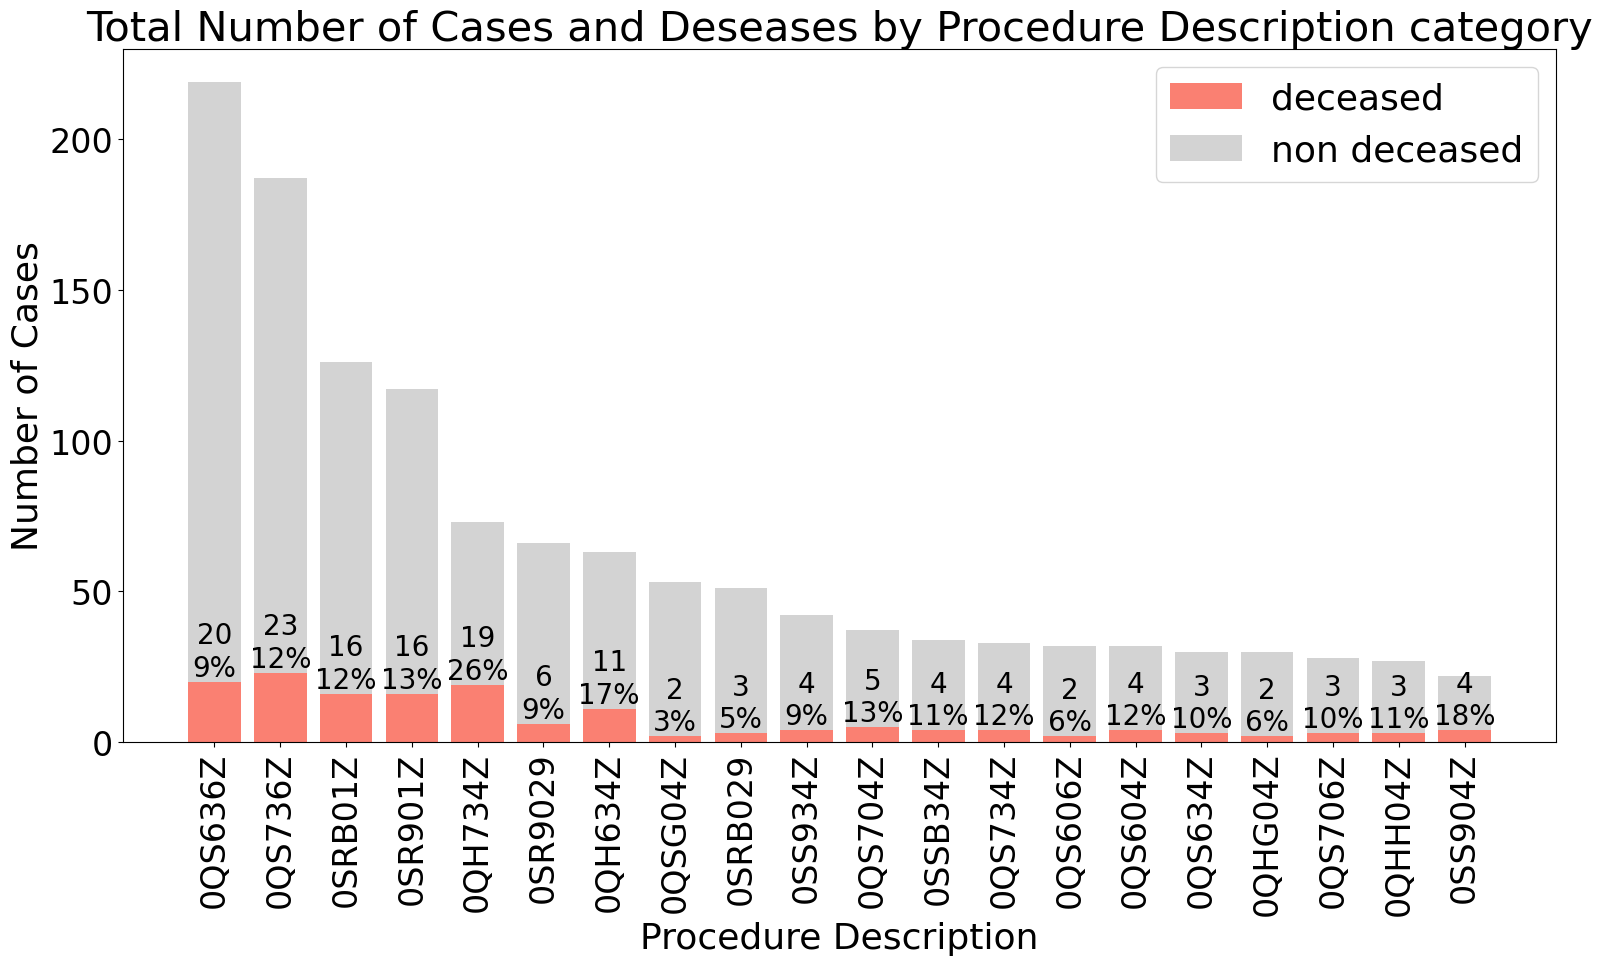 Total Number of Cases and Deseases by Procedure Description category
deceased
non deceased
Number of Cases
200
150
100
50
0
20
9%
23
12%
16
12%
16
13%
19
26%
6
9%
11
17%
2
3%
3
5%
4
9%
5
13%
4
11%
4
12%
2
6%
4
12%
3
10%
2
6%
3
10%
3
11%
4
18%
0QS636Z
0QS736Z
0SRB01Z
0SR901Z
0QH734Z
0SR9029
0QH634Z
0QSG04Z
0SRB029
0SS934Z
0QS704Z
0SSB34Z
0QS734Z
0QS606Z
0QS604Z
0QS634Z
0QHG04Z
0QS706Z
0QHH04Z
0SS904Z
Procedure Description